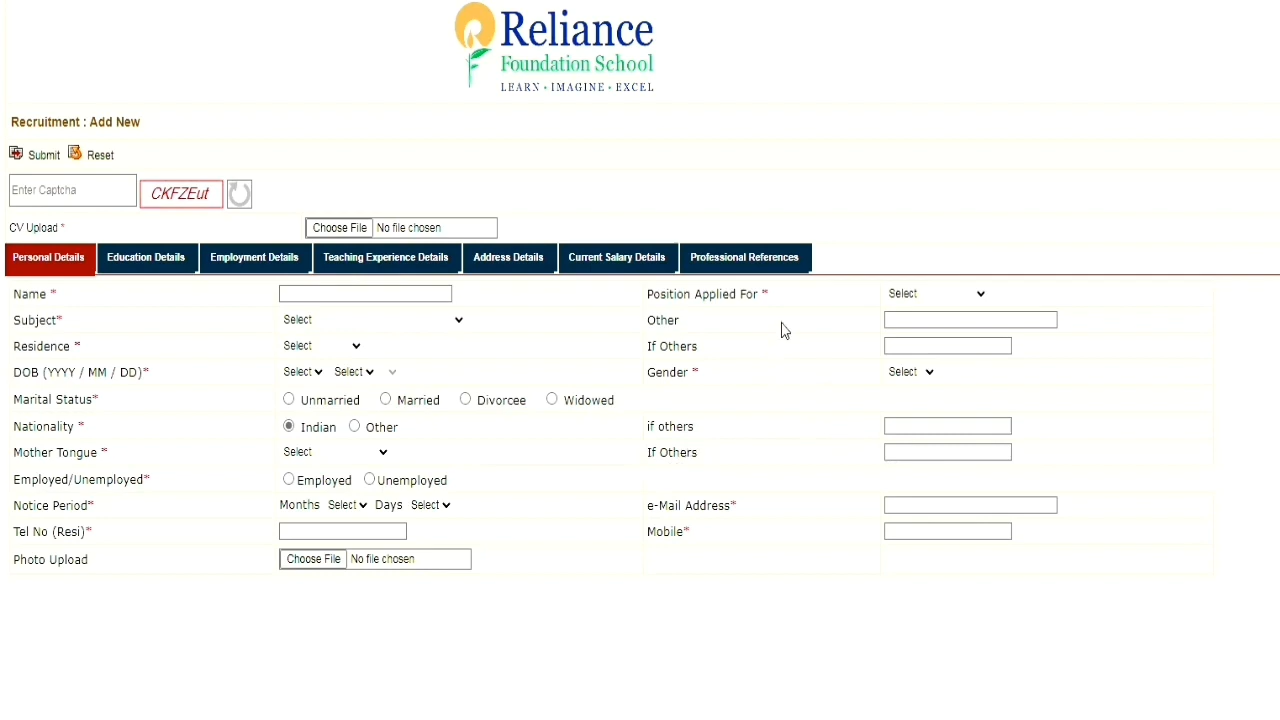 Reliance
Foundation School
LEARN • IMAGINE • EXCEL
Recruitment : Add New
Submit Reset
Enter Captcha CKFZEut
CV Upload * Choose File No file chosen
Personal Details Education Details Employment Details Teaching Experience Details Address Details Current Salary Details Professional References
Name * Position Applied For * Select
Subject* Select Other
Residence * Select If Others
DOB (YYYY / MM / DD)* Select Select Gender * Select
Marital Status* Unmarried Married Divorcee Widowed
Nationality * Indian Other if others
Mother Tongue * Select If Others
Employed/Unemployed* Employed Unemployed
Notice Period* Months Select Days Select e-Mail Address*
Tel No (Resi)* Mobile*
Photo Upload Choose File No file chosen